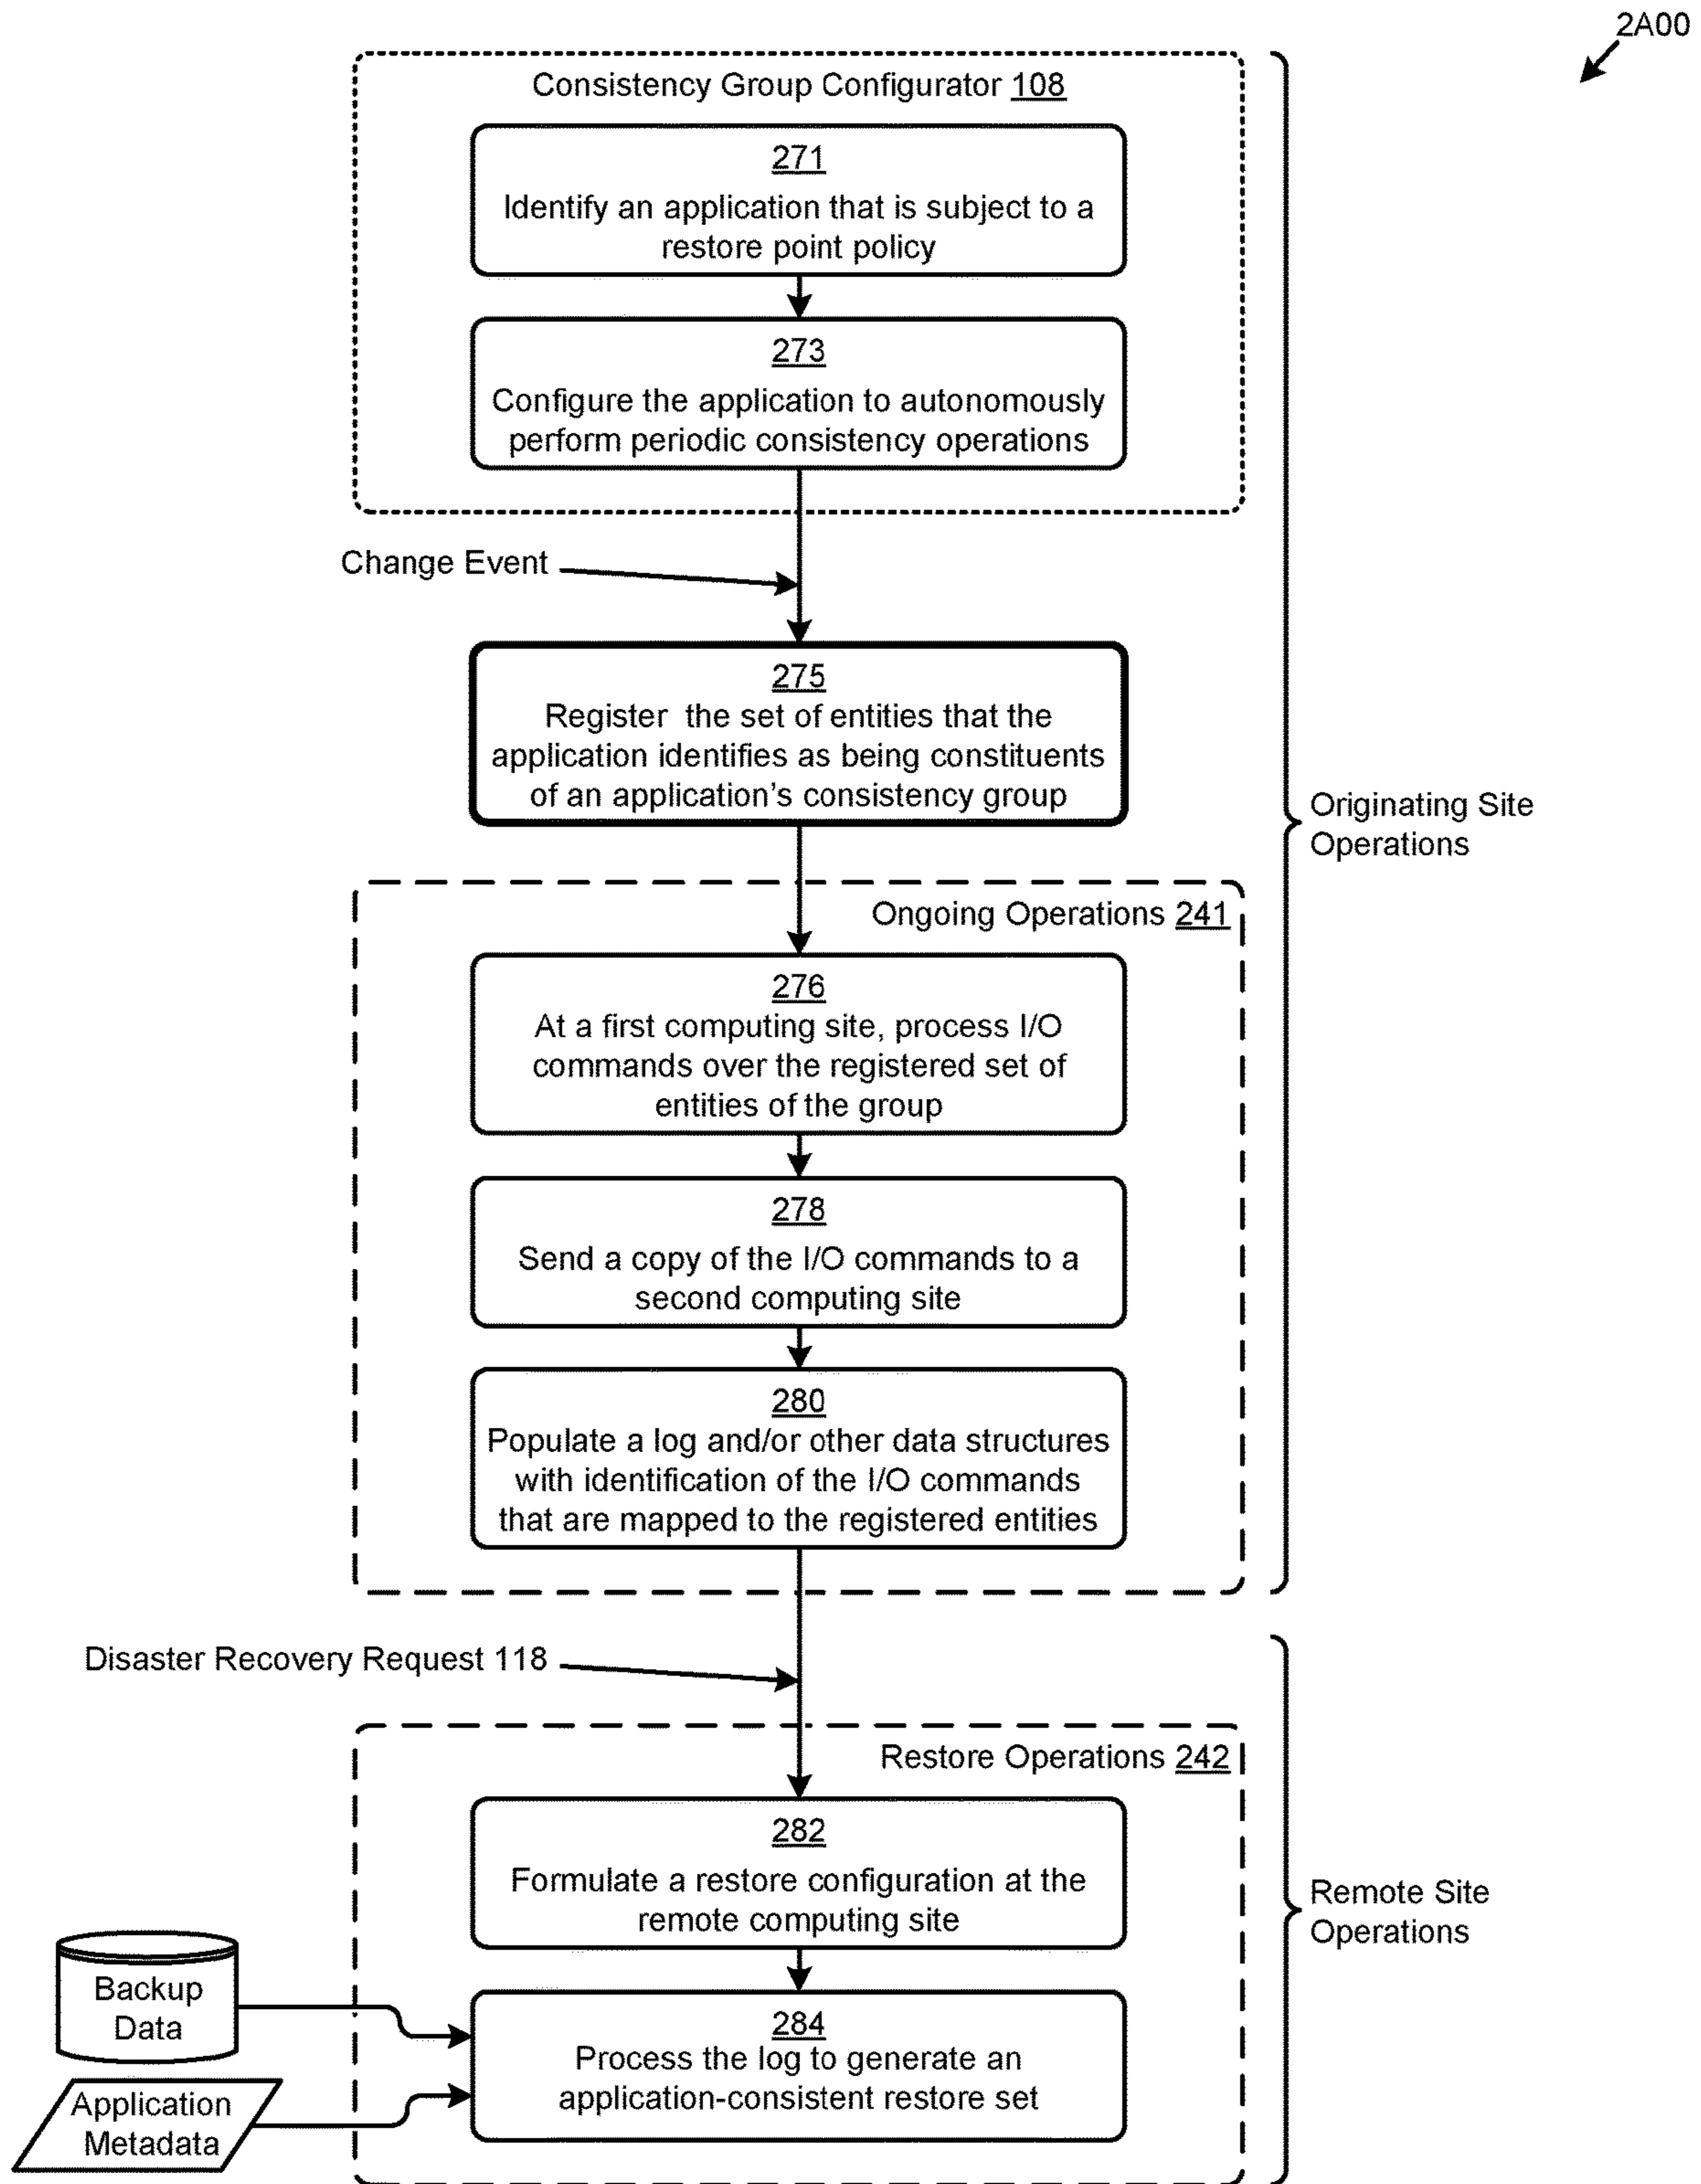 2A00
Consistency Group Configurator 108
271
Identify an application that is subject to a
restore point policy
273
Configure the application to autonomously
perform periodic consistency operations
Change Event
275
Register the set of entities that the
application identifies as being constituents
of an application's consistency group
Originating Site
Operations
Ongoing Operations 241
276
At a first computing site, process I/O
commands over the registered set of
entities of the group
278
Send a copy of the I/O commands to a
second computing site
280
Populate a log and/or other data structures
with identification of the I/O commands
that are mapped to the registered entities
Disaster Recovery Request 118
Restore Operations 242
282
Formulate a restore configuration at the
remote computing site
Remote Site
Operations
Backup
Data
284
Process the log to generate an
application-consistent restore set
Application
Metadata